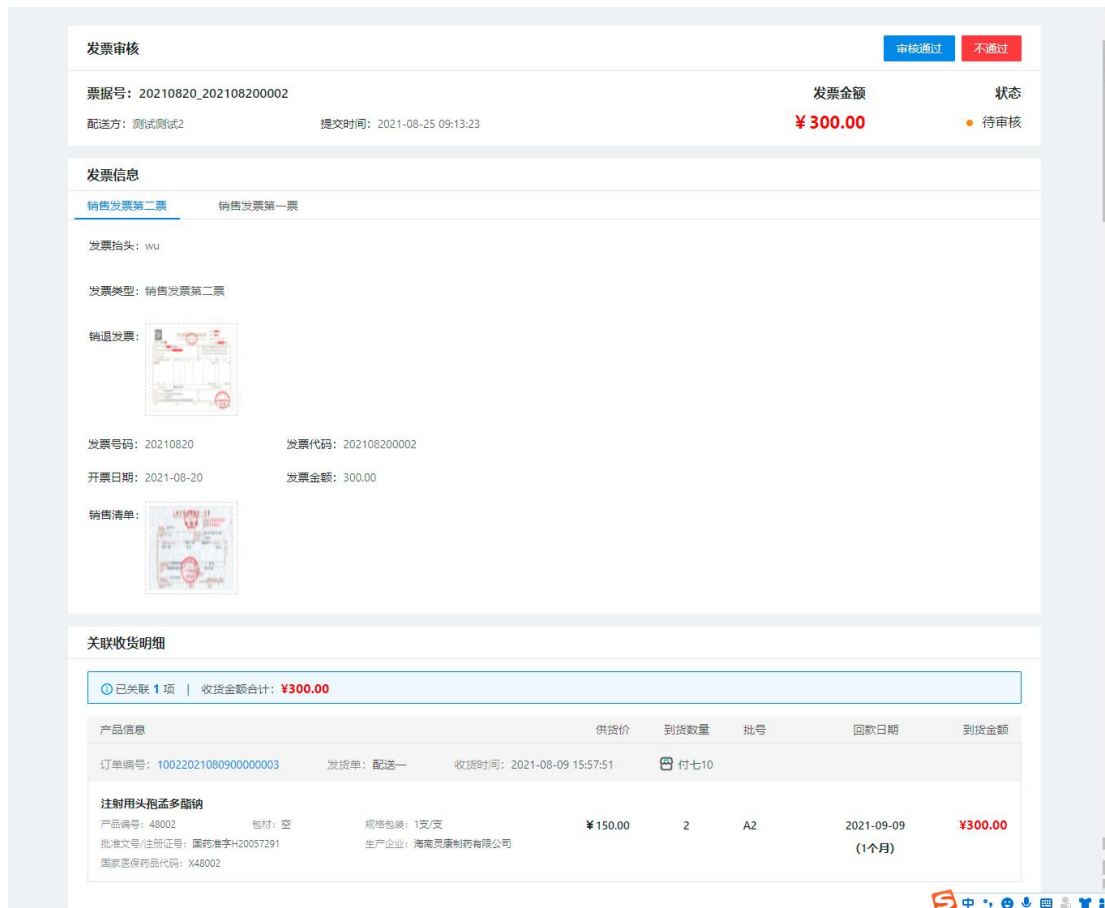 发票审核
审核通过 不通过
票据号：20210820_202108200002 发票金额 状态
配送方：测试测试2 提交时间：2021-08-25 09:13:23 ¥300.00 待审核
发票信息
销售发票第二票 销售发票第一票
发票抬头：wu
发票类型：销售发票第二票
销退发票：
发票号码：20210820 发票代码：202108200002
开票日期：2021-08-20 发票金额：300.00
销售清单：
关联收货明细
已关联 1 项 | 收货金额合计：¥300.00
产品信息 供货价 到货数量 批号 回款日期 到货金额
订单编号：10022021080900000003 发货单：配送一 收货时间：2021-08-09 15:57:51 付七10
注射用头孢孟多酯钠
产品编号：48002 包材：空 规格包装：1支/支 ¥150.00 2 A2 2021-09-09 ¥300.00
批准文号/注册证号：国药准字H20057291 生产企业：海南灵康制药有限公司 (1个月)
国家医保药品代码：X48002
中